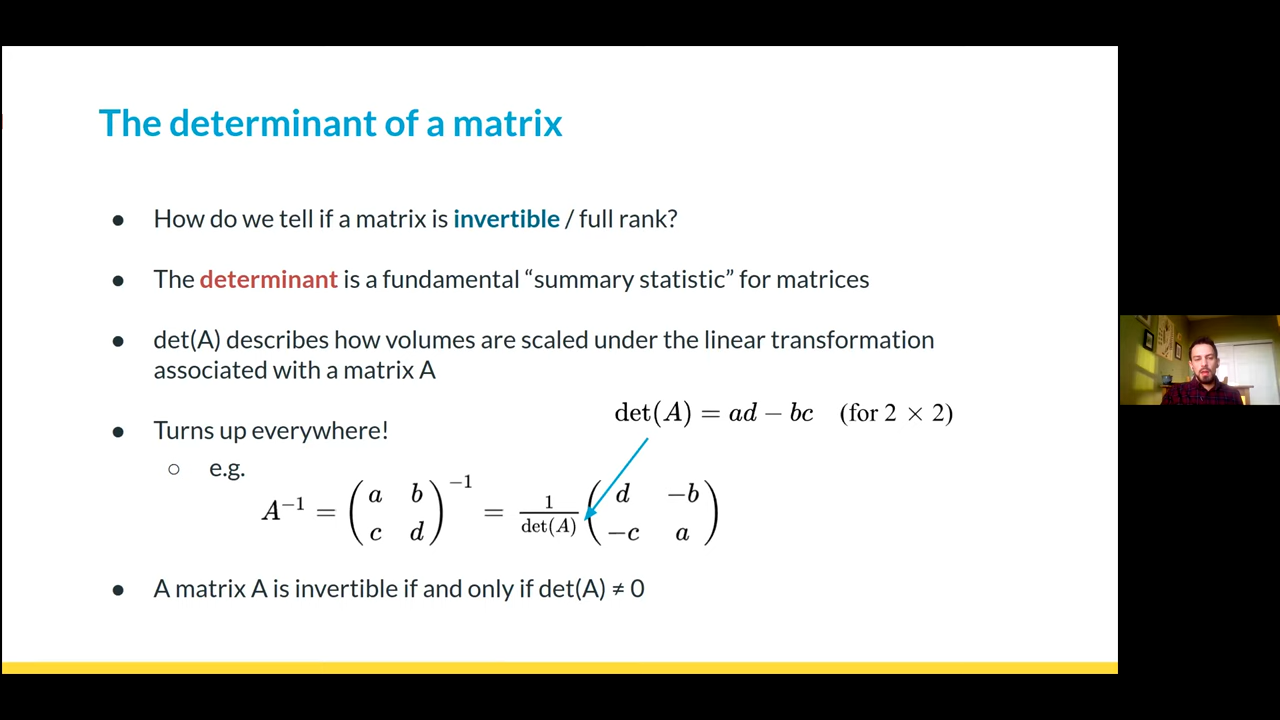 The determinant of a matrix
● How do we tell if a matrix is invertible / full rank?
● The determinant is a fundamental “summary statistic” for matrices
● det(A) describes how volumes are scaled under the linear transformation
associated with a matrix A
det(A) = ad − bc (for 2 × 2)
● Turns up everywhere!
○ e.g.
A⁻¹ = (a b; c d)⁻¹ = 1/det(A) (d −b; −c a)
● A matrix A is invertible if and only if det(A) ≠ 0